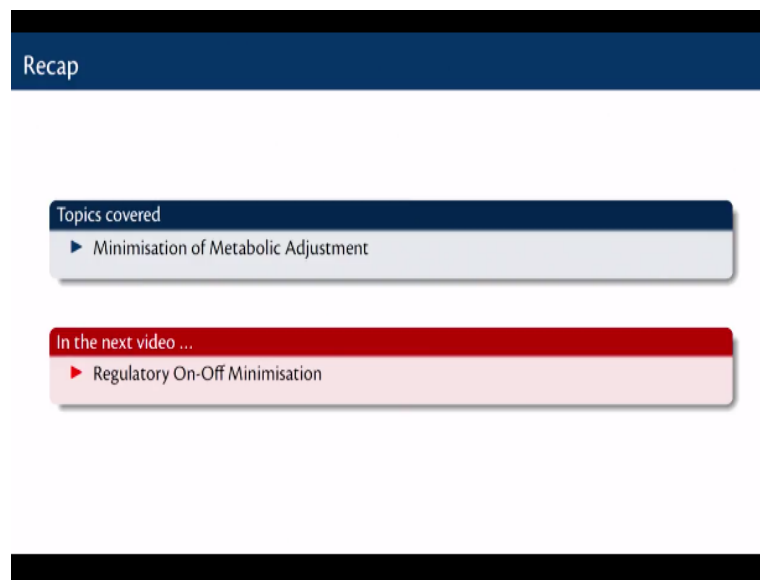 Recap
Topics covered
Minimisation of Metabolic Adjustment
In the next video ...
Regulatory On-Off Minimisation